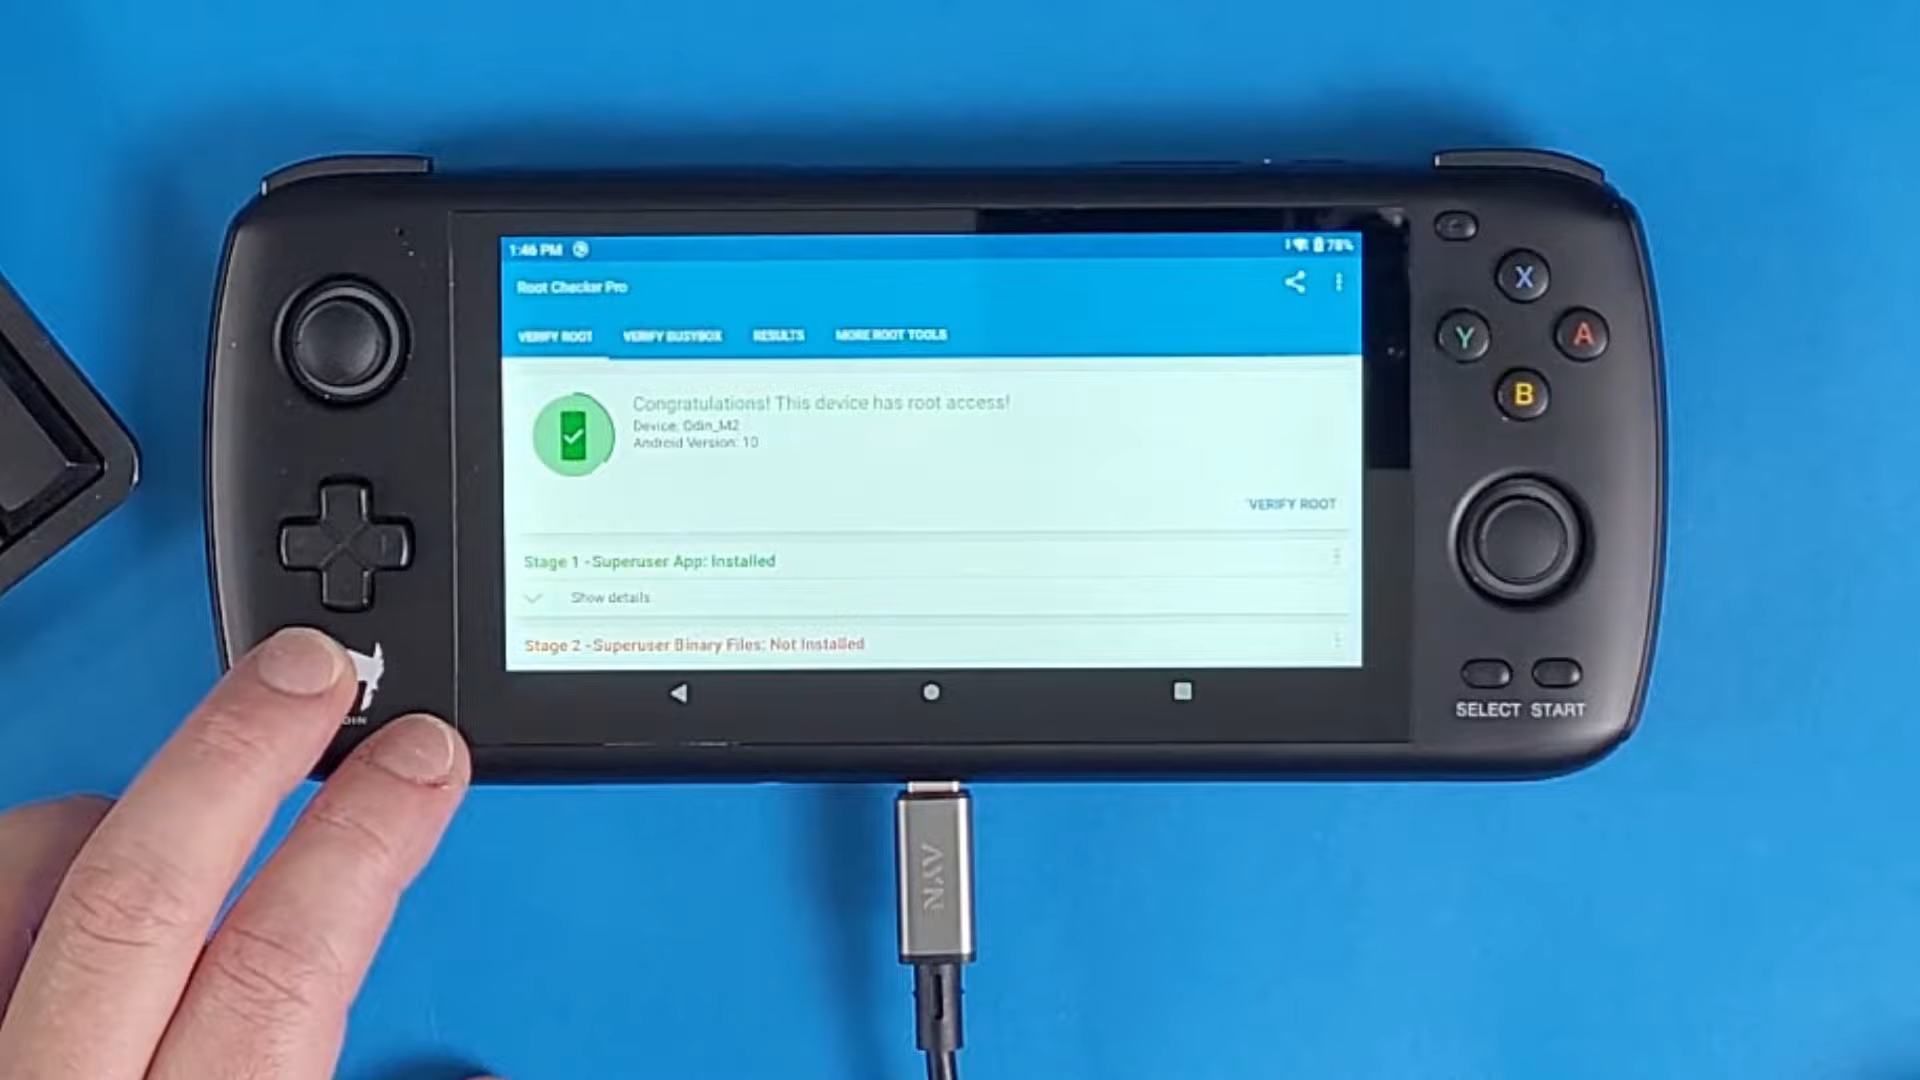 1:46 PM
78%
Root Checker Pro
VERIFY ROOT VERIFY BUSYBOX RESULTS MORE ROOT TOOLS
Congratulations! This device has root access!
Device: Odin_M2
Android Version: 10
VERIFY ROOT
Stage 1 - Superuser App: Installed
Show details
Stage 2 - Superuser Binary Files: Not Installed
X
Y
A
B
SELECT START
AYN